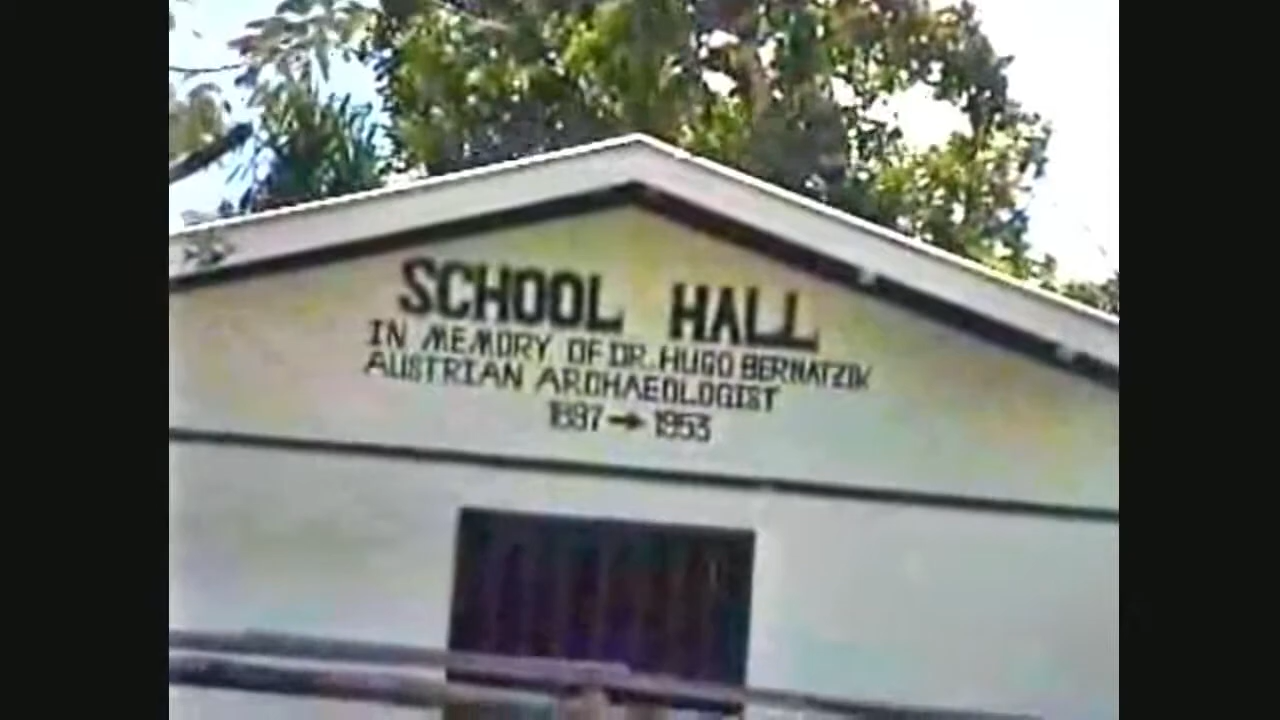 SCHOOL HALL
IN MEMORY OF DR. HUGO BERNATZIK
AUSTRIAN ARCHAEOLOGIST
1897 → 1953